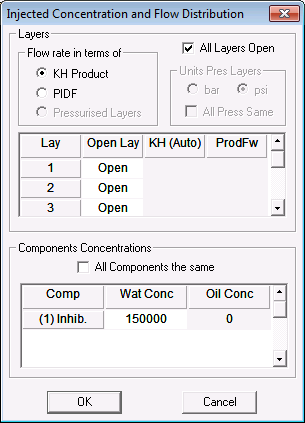 Injected Concentration and Flow Distribution
Layers
Flow rate in terms of
All Layers Open
KH Product
PIDF
Pressurised Layers
Units Pres Layers
bar psi
All Press Same
Lay Open Lay KH (Auto) ProdFw
1 Open
2 Open
3 Open
Components Concentrations
All Components the same
Comp Wat Conc Oil Conc
(1) Inhib. 150000 0
OK Cancel